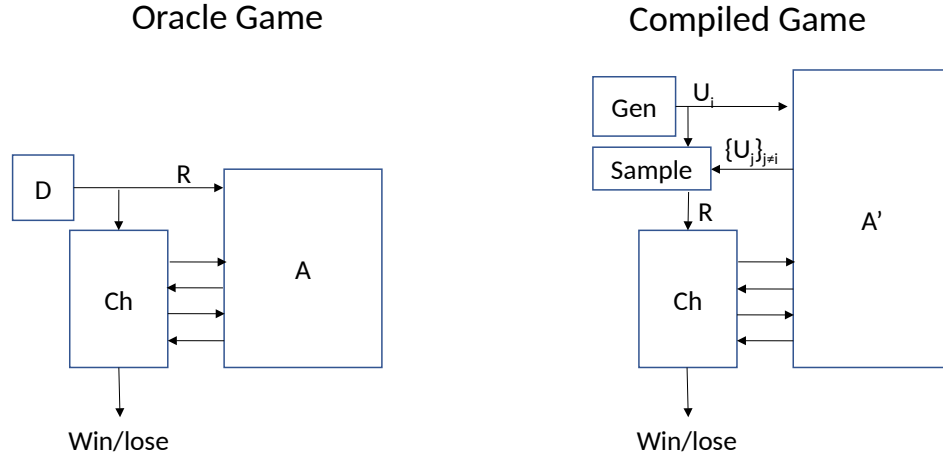 Oracle Game
D
R
A
Ch
Win/lose
Compiled Game
Gen
Uᵢ
Sample
{Uⱼ}ⱼ≠ᵢ
R
A’
Ch
Win/lose